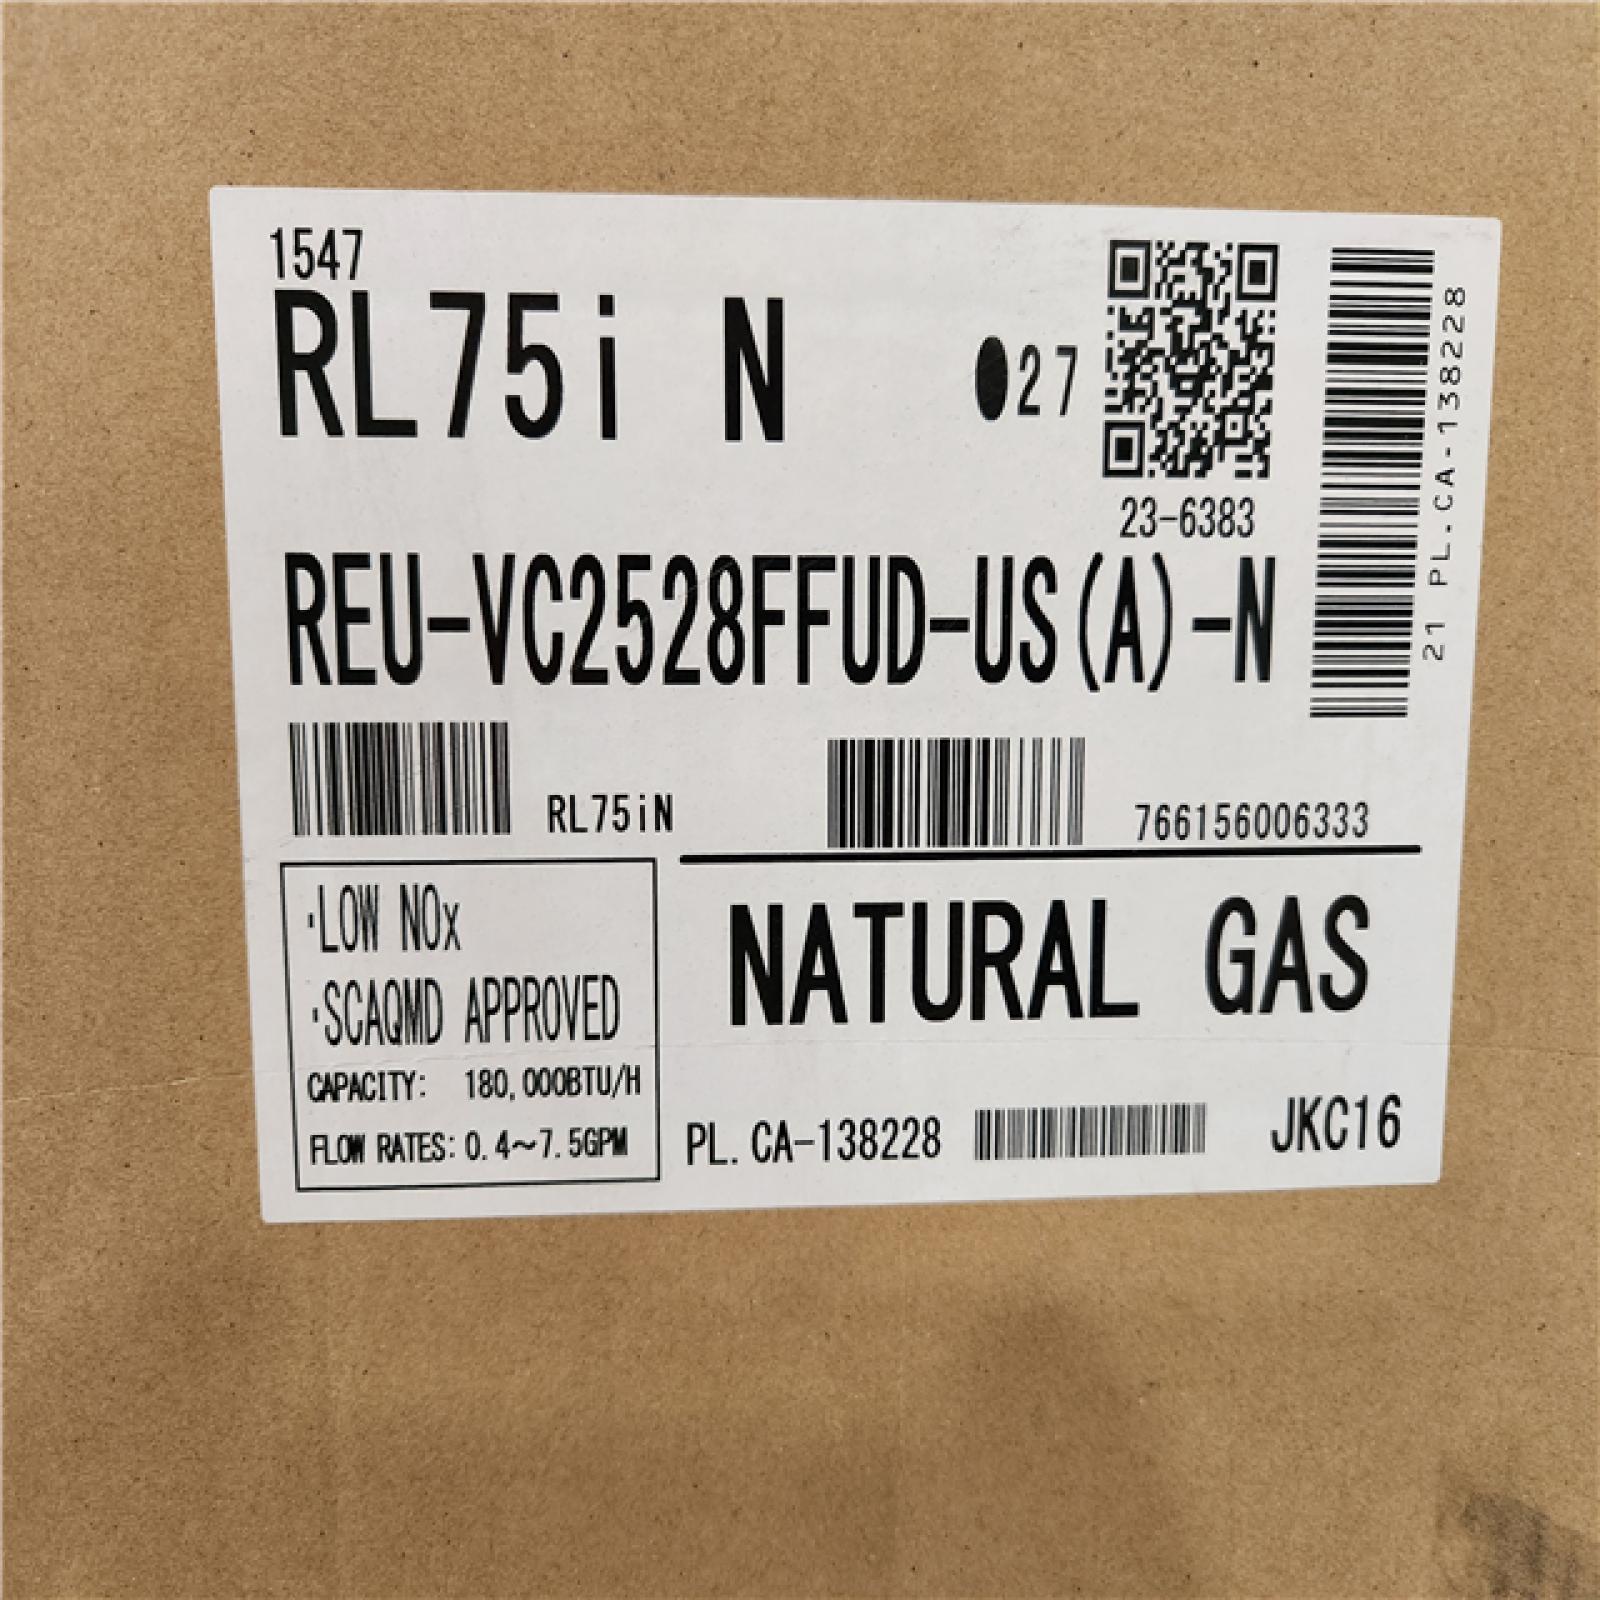 1547
RL75i N
●27
23-6383
21 PL.CA-138228
REU-VC2528FFUD-US(A)-N
RL75iN
766156006333
·LOW NOx
·SCAQMD APPROVED
CAPACITY: 180,000BTU/H
FLOW RATES: 0.4~7.5GPM
NATURAL GAS
PL.CA-138228
JKC16